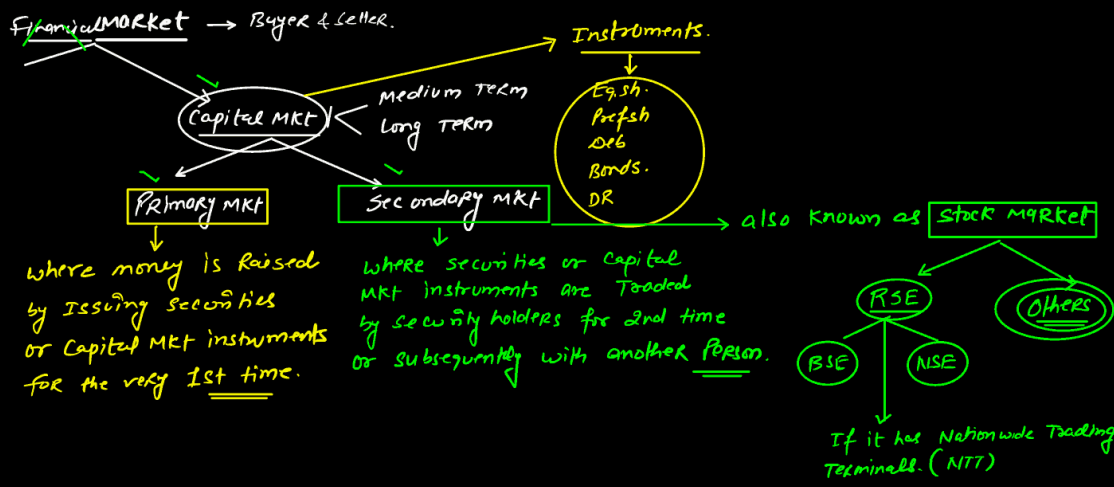 Financial MARKET → Buyer & Seller.
Instruments.
Capital MKt
Medium Term
Long Term
Eq.sh.
Prefsh
Deb
Bonds.
DR
Primary MKt
Secondary MKt
also known as Stock Market
where money is Raised
by Issuing securities
or Capital MKt instruments
for the very 1st time.
where securities or Capital
MKt instruments are Traded
by security holders for 2nd time
or subsequently with another Person.
RSE
Others
BSE
NSE
If it has Nationwide Trading
Terminals. (NTT)